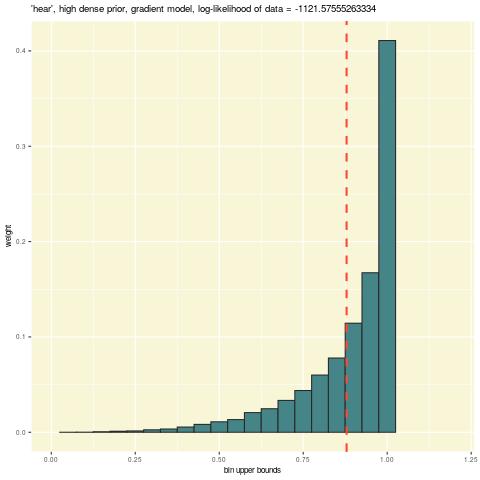 'hear', high dense prior, gradient model, log-likelihood of data = -1121.57555263334
0.4
0.3
0.2
0.1
0.0
weight
0.00 0.25 0.50 0.75 1.00 1.25
bin upper bounds